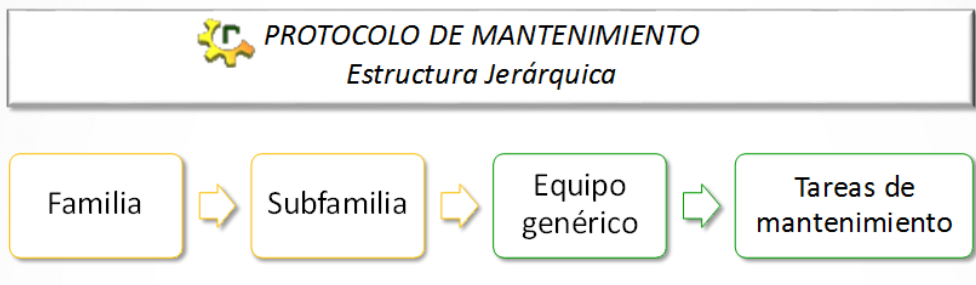 PROTOCOLO DE MANTENIMIENTO
Estructura Jerárquica
Familia
Subfamilia
Equipo
genérico
Tareas de
mantenimiento